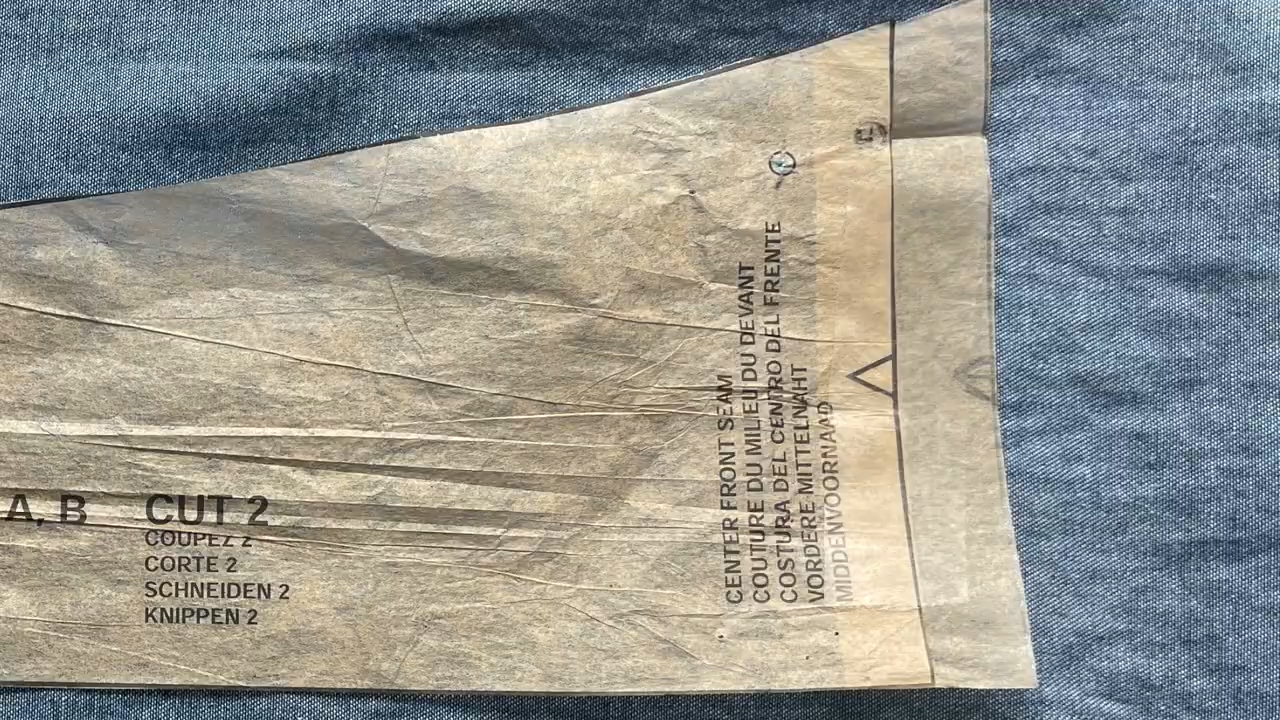 A, B CUT 2
COUPEZ 2
CORTE 2
SCHNEIDEN 2
KNIPPEN 2
CENTER FRONT SEAM
COUTURE DU MILIEU DU DEVANT
COSTURA DEL CENTRO DEL FRENTE
VORDERE MITTELNAHT
MIDDENVOORNAAD